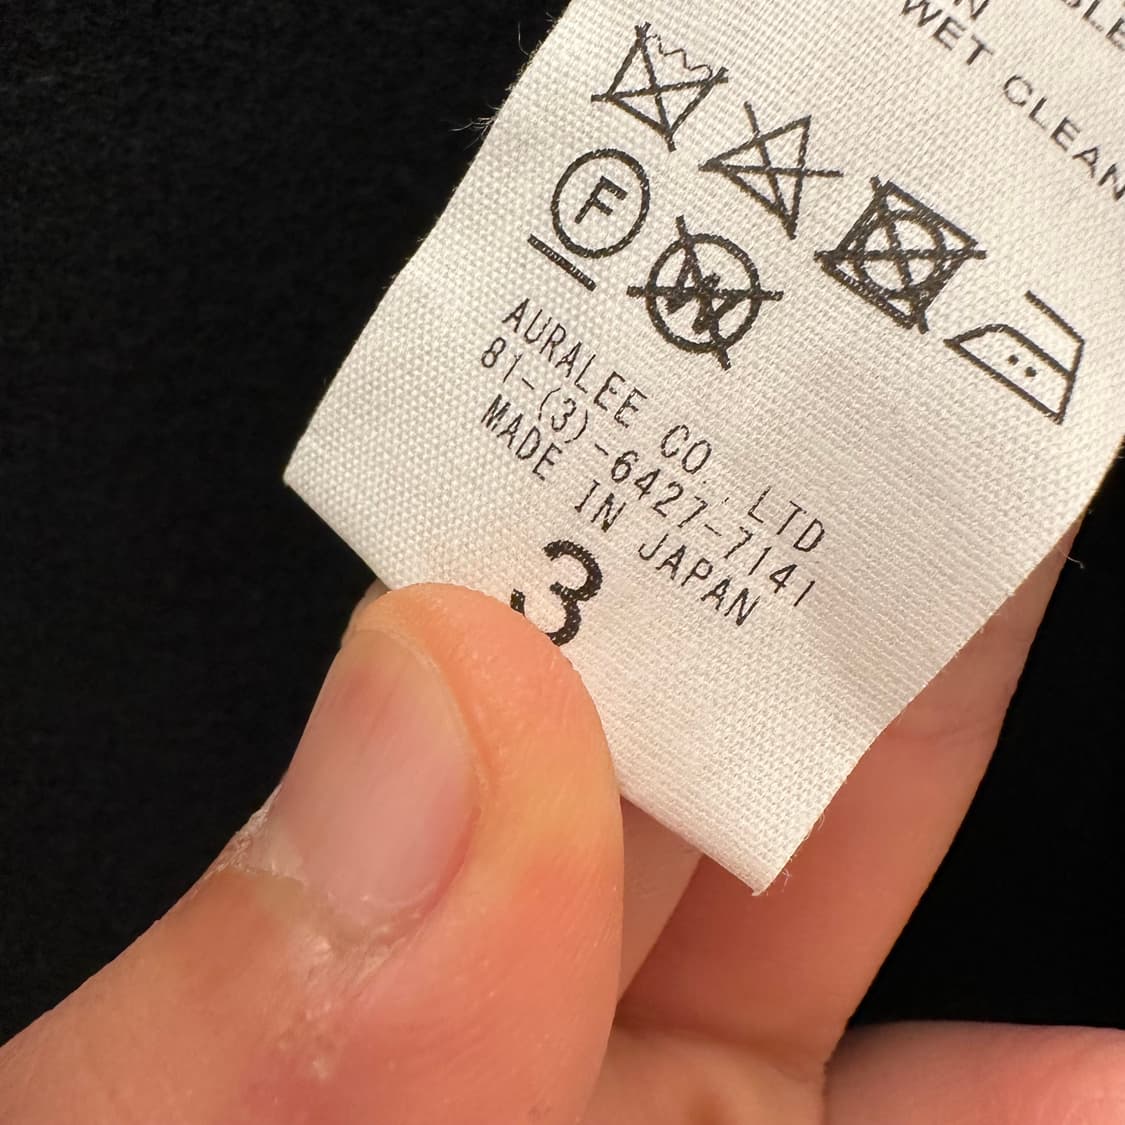 WET CLEAN
F
W
AURALEE CO., LTD
81-(3)-6427-7141
MADE IN JAPAN
3